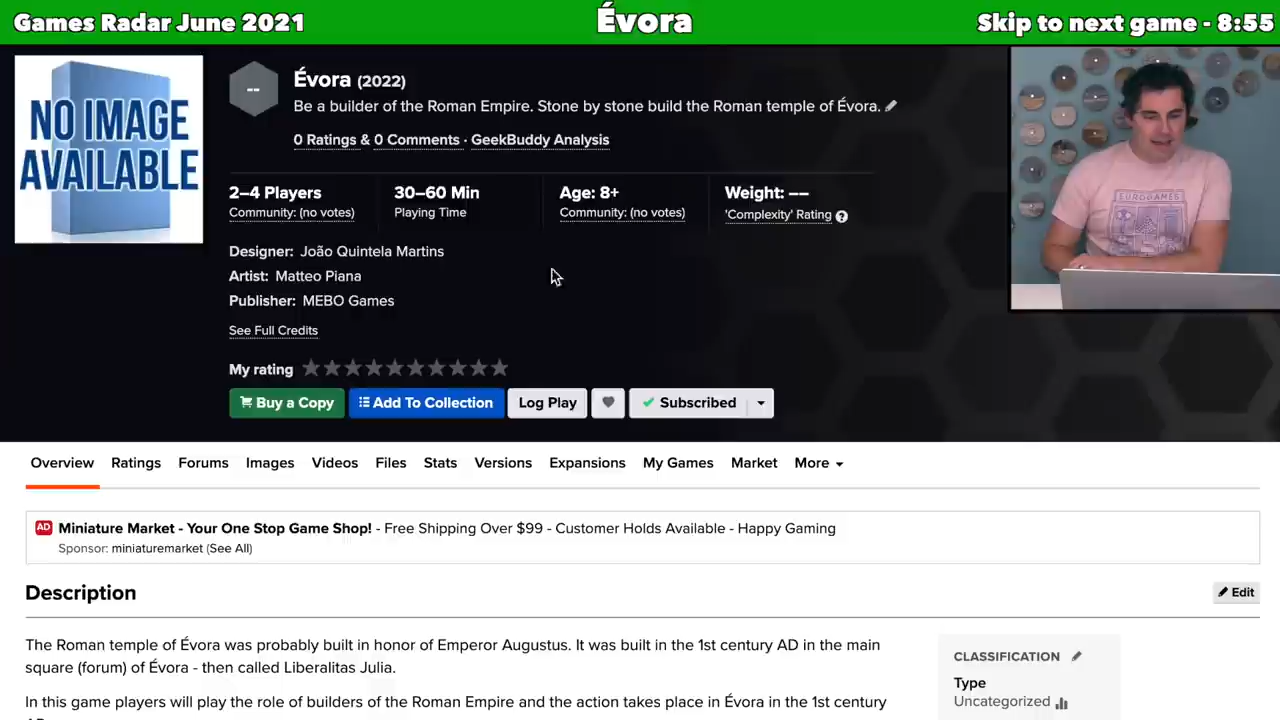 Games Radar June 2021
Évora
Skip to next game - 8:55
NO IMAGE
AVAILABLE
--
Évora (2022)
Be a builder of the Roman Empire. Stone by stone build the Roman temple of Évora.
0 Ratings & 0 Comments · GeekBuddy Analysis
2–4 Players
Community: (no votes)
30–60 Min
Playing Time
Age: 8+
Community: (no votes)
Weight: --
'Complexity' Rating ?
Designer: João Quintela Martins
Artist: Matteo Piana
Publisher: MEBO Games
See Full Credits
My rating
Buy a Copy
Add To Collection
Log Play
Subscribed
EUROGAMES
Overview
Ratings
Forums
Images
Videos
Files
Stats
Versions
Expansions
My Games
Market
More
AD Miniature Market - Your One Stop Game Shop! - Free Shipping Over $99 - Customer Holds Available - Happy Gaming
Sponsor: miniaturemarket (See All)
Description
Edit
The Roman temple of Évora was probably built in honor of Emperor Augustus. It was built in the 1st century AD in the main
square (forum) of Évora - then called Liberalitas Julia.
In this game players will play the role of builders of the Roman Empire and the action takes place in Évora in the 1st century
CLASSIFICATION
Type
Uncategorized